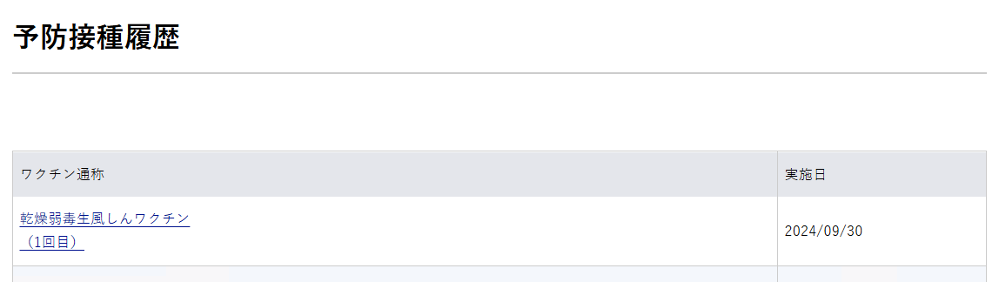 予防接種履歴
ワクチン通称
実施日
乾燥弱毒生風しんワクチン
（1回目）
2024/09/30